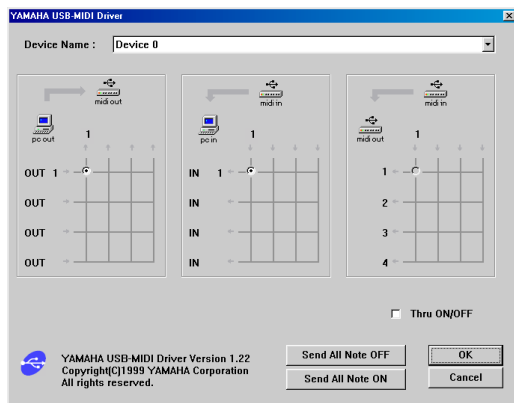 YAMAHA USB-MIDI Driver
Device Name :
Device 0
midi out
pc out
1
OUT 1
OUT
OUT
OUT
midi in
pc in
1
IN 1
IN
IN
IN
midi in
midi out
1
1
2
3
4
Thru ON/OFF
YAMAHA USB-MIDI Driver Version 1.22
Copyright(C)1999 YAMAHA Corporation
All rights reserved.
Send All Note OFF
Send All Note ON
OK
Cancel